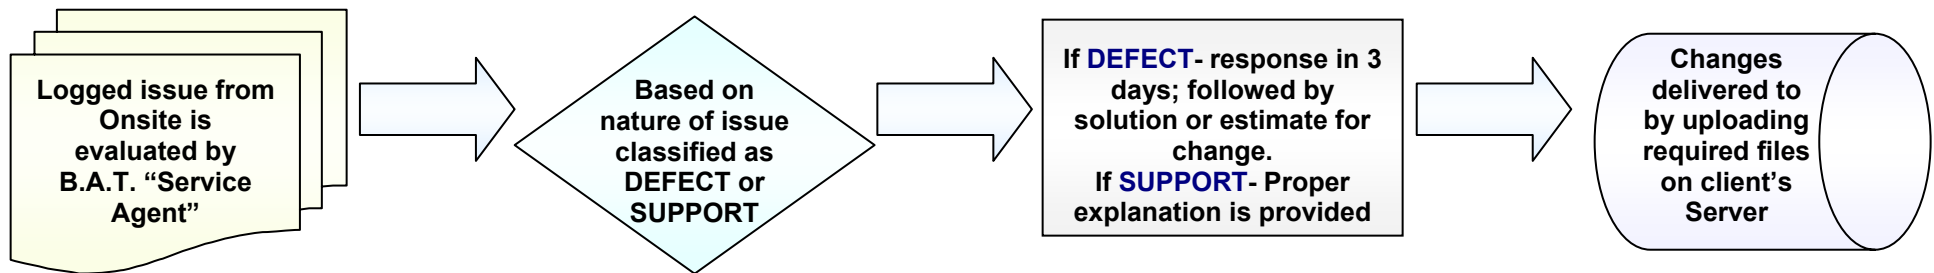 Logged issue from
Onsite is
evaluated by
B.A.T. “Service
Agent”
Based on
nature of issue
classified as
DEFECT or
SUPPORT
If DEFECT- response in 3
days; followed by
solution or estimate for
change.
If SUPPORT- Proper
explanation is provided
Changes
delivered to
by uploading
required files
on client’s
Server